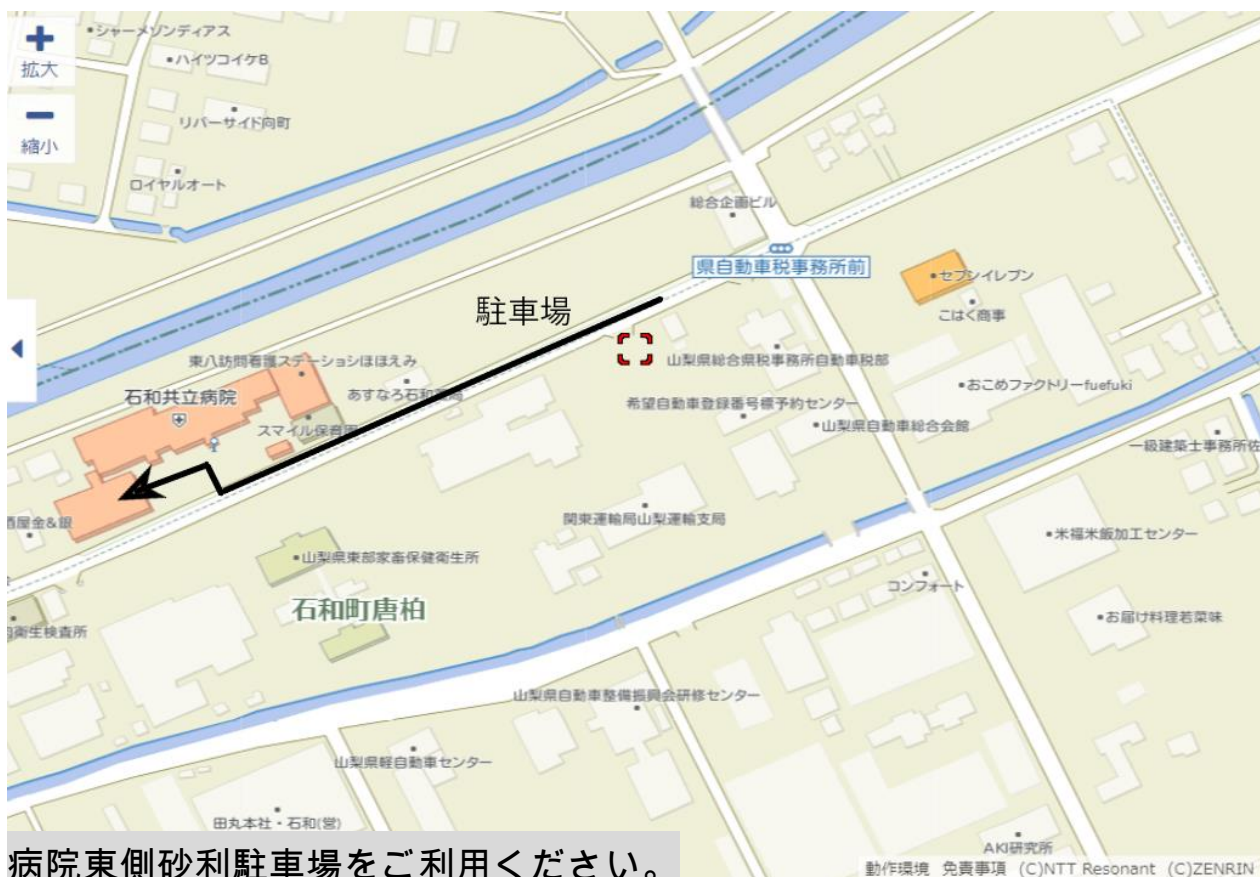 シャーメゾンディアス
拡大
ハイツコイケB
リバーサイド向町
縮小
ロイヤルオート
総合企画ビル
県自動車税事務所前
セブンイレブン
こはく商事
駐車場
東八訪問看護ステーションほほえみ
山梨県総合県税事務所自動車税部
石和共立病院
あすなろ石和
おこめファクトリーfuefuki
希望自動車登録番号標予約センター
スマイル保育園
山梨県自動車総合会館
一級建築士事務所佐
酒屋金&銀
関東運輸局山梨運輸支局
米福米飯加工センター
山梨県東部家畜保健衛生所
コンフォート
石和町唐柏
お届け料理若菜味
衛生検査所
山梨県自動車整備振興会研修センター
山梨県軽自動車センター
田丸本社・石和(営)
AKI研究所
病院東側砂利駐車場をご利用ください。
動作環境 免責事項 (C)NTT Resonant (C)ZENRIN